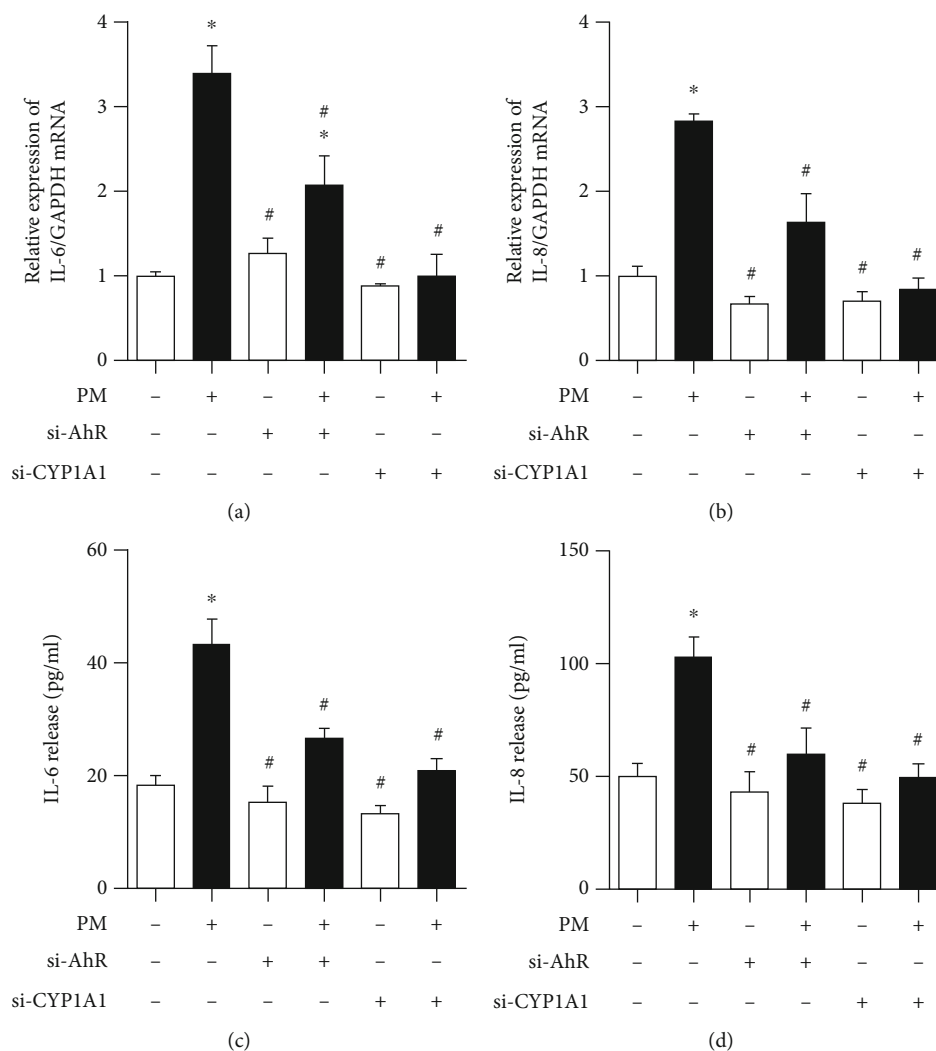 4
3
2
1
0
Relative expression of
IL-6/GAPDH mRNA
*
#
#
*
#
#
PM – + – + – +
si-AhR – – + + – –
si-CYP1A1 – – – – + +
(a)
4
3
2
1
0
Relative expression of
IL-8/GAPDH mRNA
*
#
#
#
#
PM – + – + – +
si-AhR – – + + – –
si-CYP1A1 – – – – + +
(b)
60
40
20
0
IL-6 release (pg/ml)
*
#
#
#
#
PM – + – + – +
si-AhR – – + + – –
si-CYP1A1 – – – – + +
(c)
150
100
50
0
IL-8 release (pg/ml)
*
#
#
#
#
PM – + – + – +
si-AhR – – + + – –
si-CYP1A1 – – – – + +
(d)